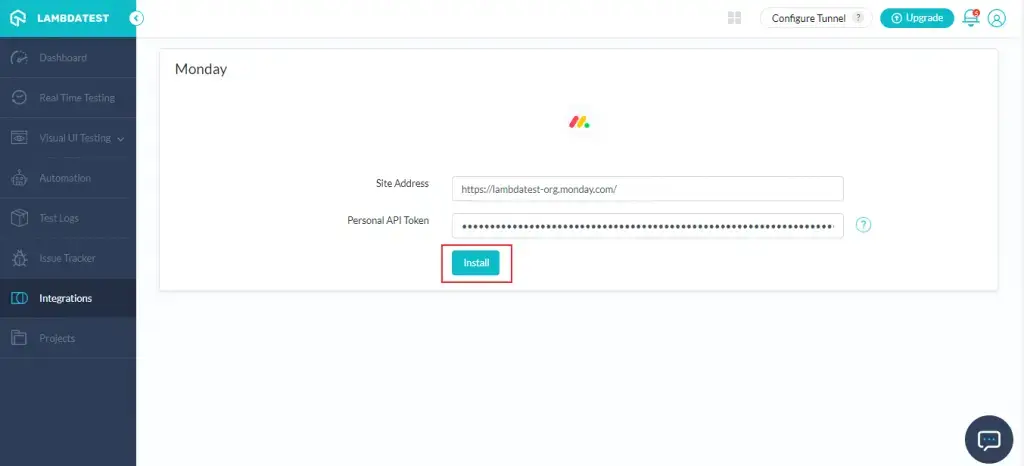 LAMBDATEST
Configure Tunnel ?
Upgrade
Dashboard
Real Time Testing
Visual UI Testing
Automation
Test Logs
Issue Tracker
Integrations
Projects
Monday
Site Address
https://lambdatest-org.monday.com/
Personal API Token
?
Install